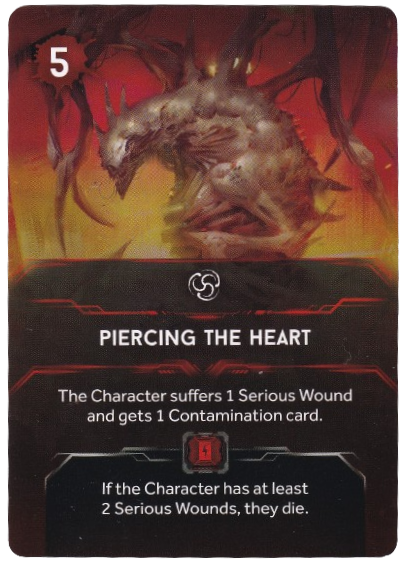 5
PIERCING THE HEART
The Character suffers 1 Serious Wound
and gets 1 Contamination card.
If the Character has at least
2 Serious Wounds, they die.